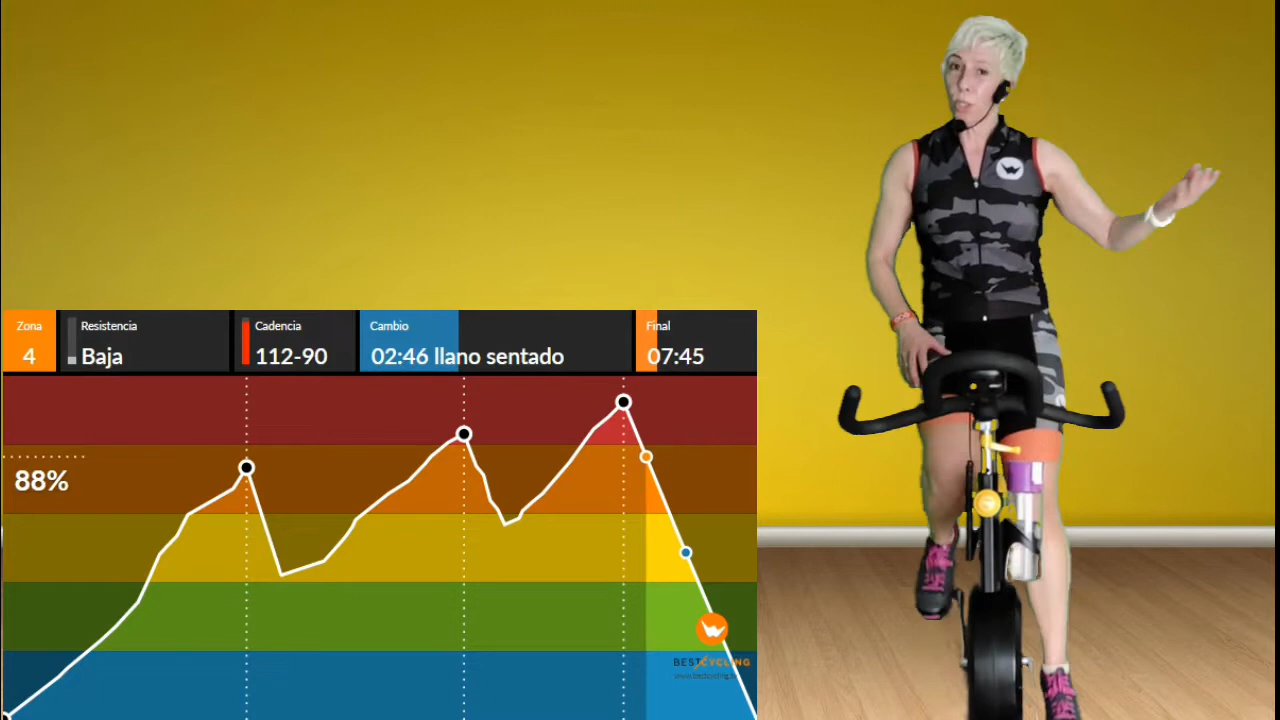 Zona
4
Resistencia
Baja
Cadencia
112-90
Cambio
02:46 llano sentado
Final
07:45
88%
BESTCYCLING